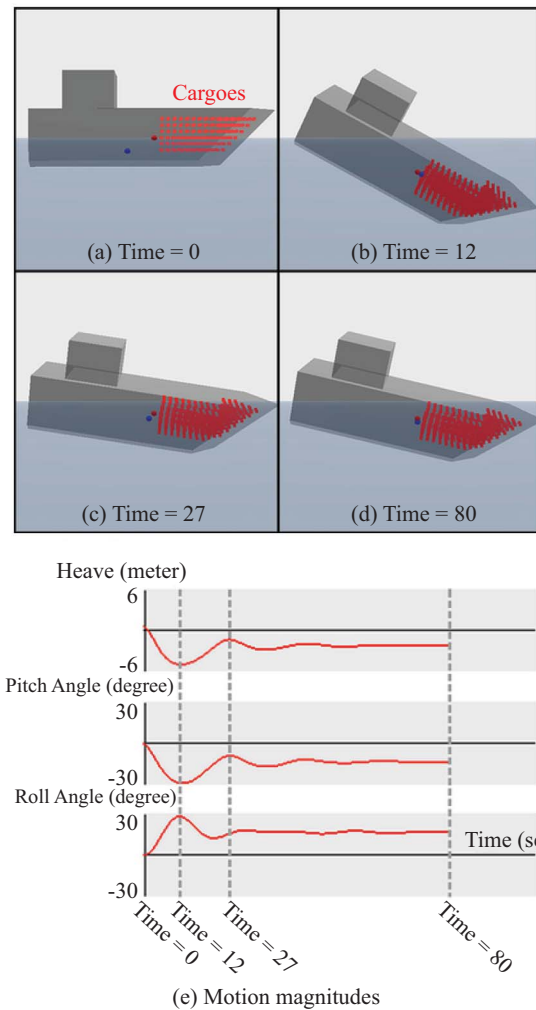 Cargoes
(a) Time = 0
(b) Time = 12
(c) Time = 27
(d) Time = 80
Heave (meter)
6
-6
Pitch Angle (degree)
30
-30
Roll Angle (degree)
30
-30
Time (se
Time = 0
Time = 12
Time = 27
Time = 80
(e) Motion magnitudes